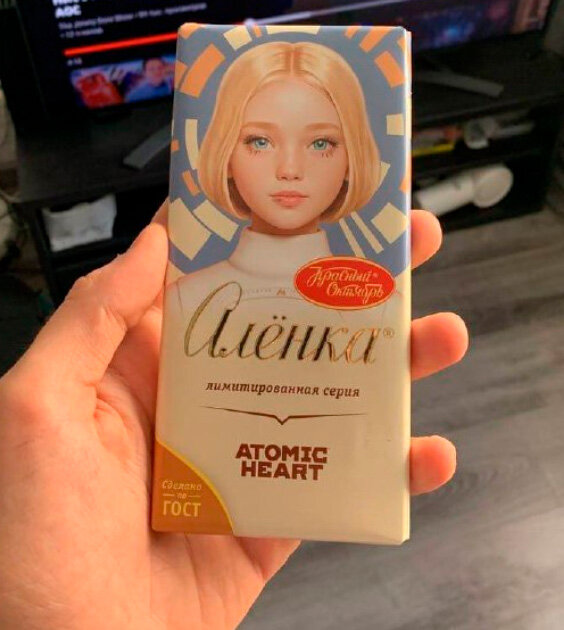 Красный
Октябрь
Алёнка®
лимитированная серия
ATOMIC
HEART
Сделано
по
ГОСТ